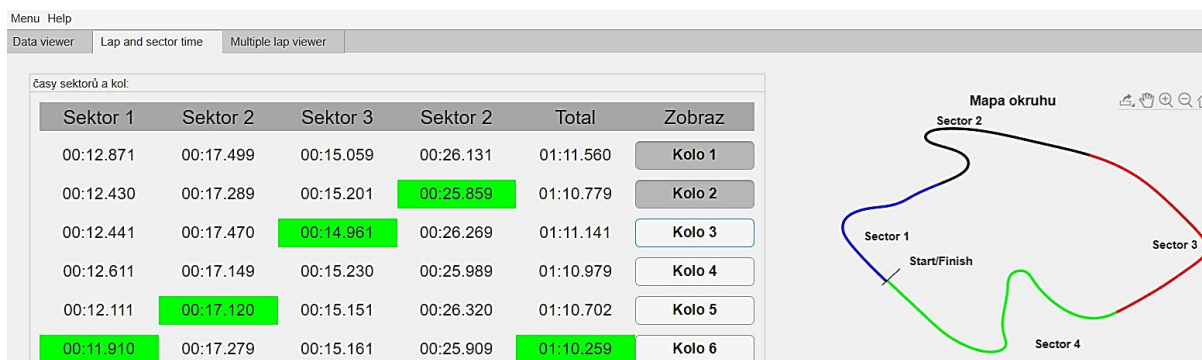 Menu Help
Data viewer Lap and sector time Multiple lap viewer
časy sektorů a kol:
Sektor 1 Sektor 2 Sektor 3 Sektor 2 Total Zobraz
00:12.871 00:17.499 00:15.059 00:26.131 01:11.560 Kolo 1
00:12.430 00:17.289 00:15.201 00:25.859 01:10.779 Kolo 2
00:12.441 00:17.470 00:14.961 00:26.269 01:11.141 Kolo 3
00:12.611 00:17.149 00:15.230 00:25.989 01:10.979 Kolo 4
00:12.111 00:17.120 00:15.151 00:26.320 01:10.702 Kolo 5
00:11.910 00:17.279 00:15.161 00:25.909 01:10.259 Kolo 6
Mapa okruhu
Sector 2
Sector 1
Sector 3
Start/Finish
Sector 4